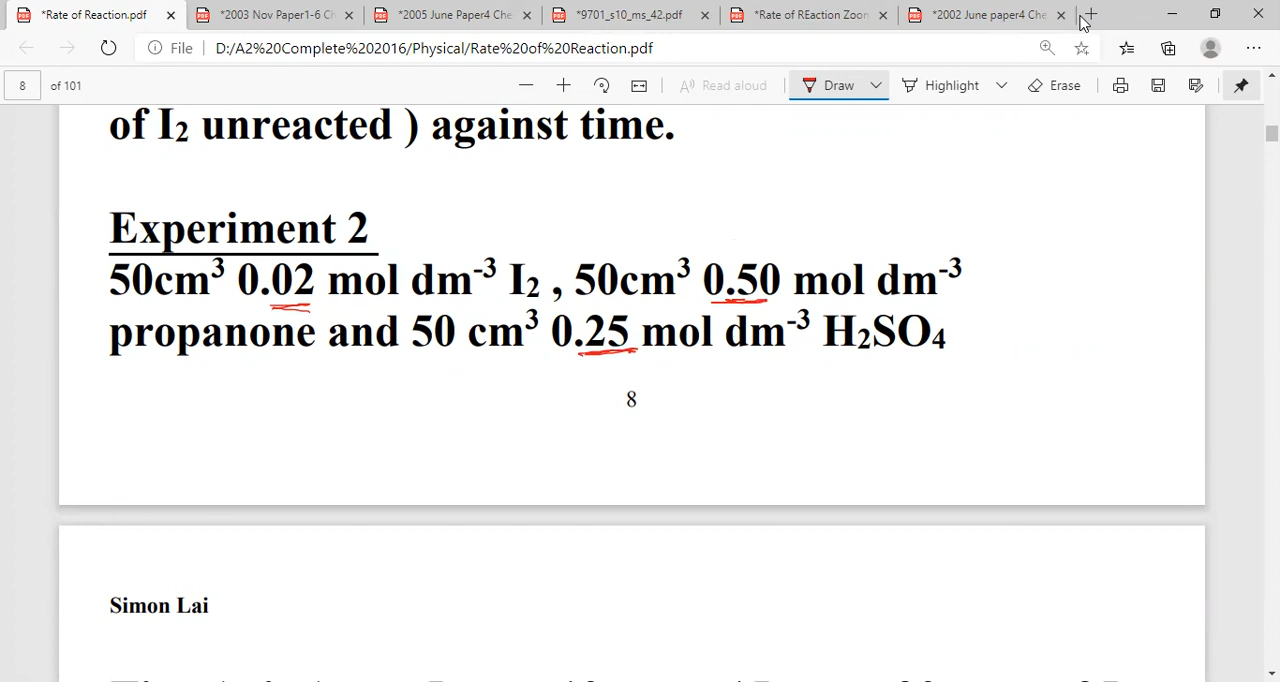 *Rate of Reaction.pdf
*2003 Nov Paper1-6 Ch
*2005 June Paper4 Che
*9701_s10_ms_42.pdf
*Rate of REaction Zoon
*2002 June paper4 Che
File D:/A2%20Complete%202016/Physical/Rate%20of%20Reaction.pdf
8 of 101 Read aloud Draw Highlight Erase
of I₂ unreacted ) against time.
Experiment 2
50cm³ 0.02 mol dm⁻³ I₂ , 50cm³ 0.50 mol dm⁻³
propanone and 50 cm³ 0.25 mol dm⁻³ H₂SO₄
8
Simon Lai